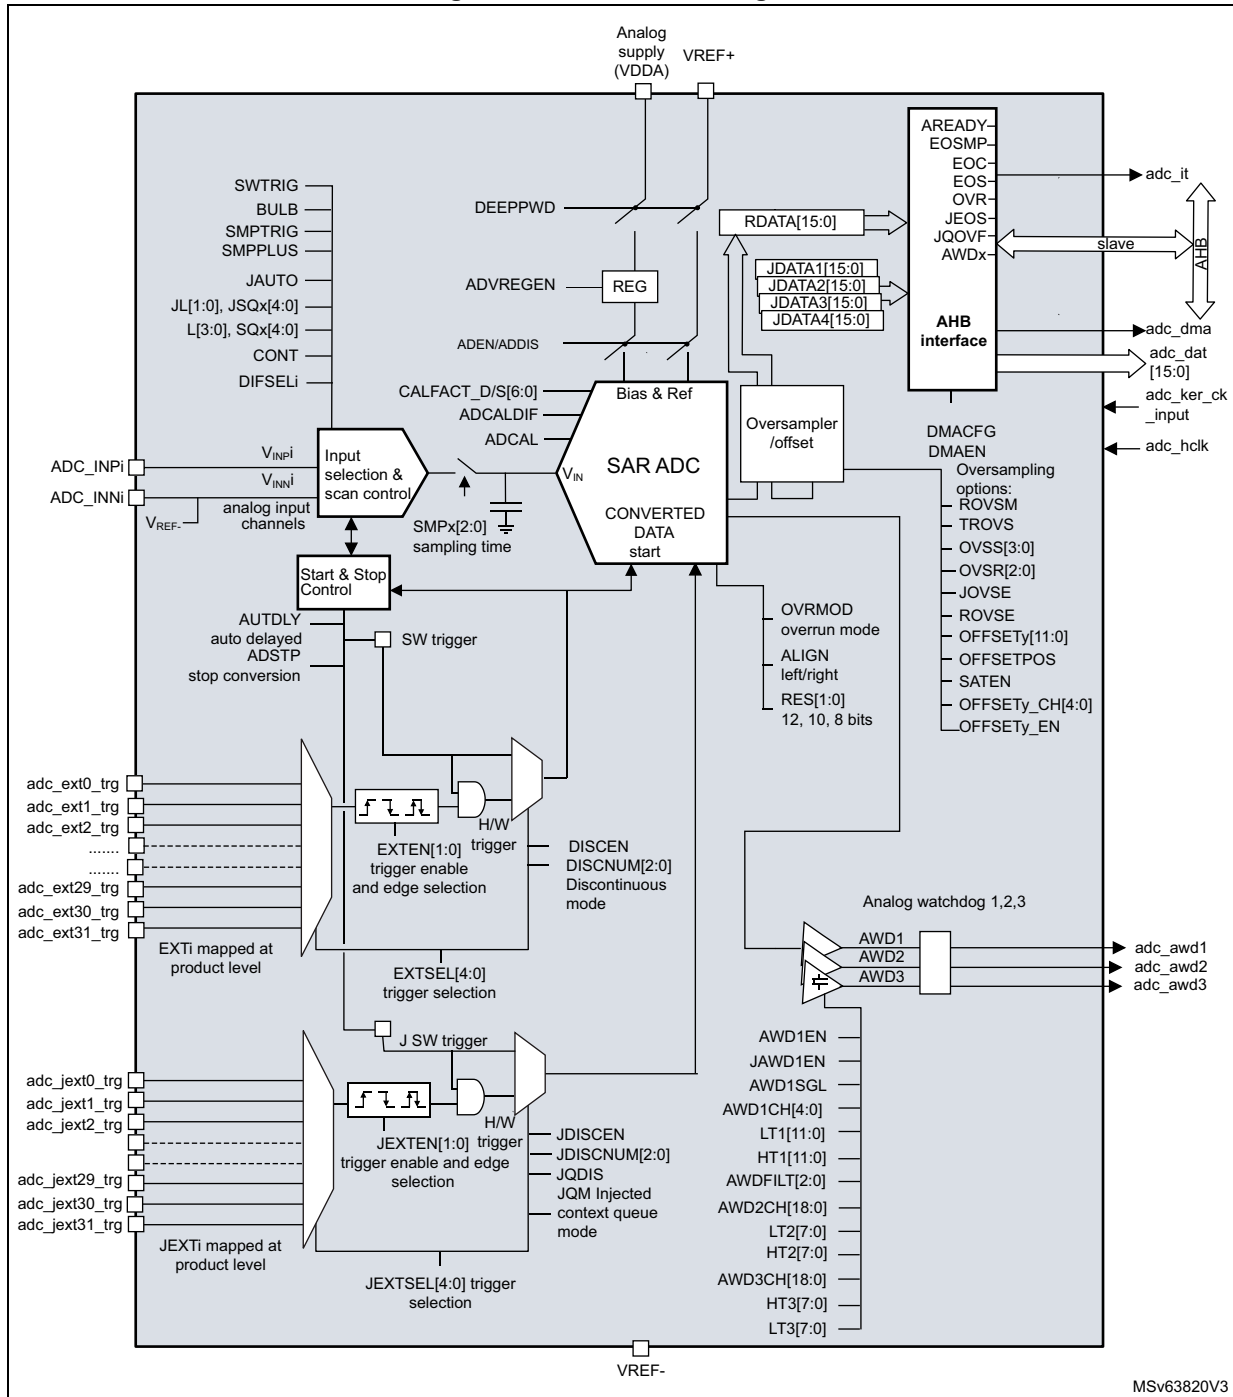 Analog
supply
(VDDA)
VREF+
SWTRIG
BULB
SMPTRIG
SMPPLUS
JAUTO
JL[1:0], JSQx[4:0]
L[3:0], SQx[4:0]
CONT
DIFSELi
DEEPPWD
ADVREGEN
REG
ADEN/ADDIS
CALFACT_D/S[6:0]
ADCALDIF
ADCAL
RDATA[15:0]
JDATA1[15:0]
JDATA2[15:0]
JDATA3[15:0]
JDATA4[15:0]
AREADY
EOSMP
EOC
EOS
OVR
JEOS
JQOVF
AWDx
AHB
interface
adc_it
slave
AHB
adc_dma
adc_dat
[15:0]
adc_ker_ck
_input
adc_hclk
DMACFG
DMAEN
Bias & Ref
SAR ADC
VIN
CONVERTED
DATA
start
Oversampler
/offset
ADC_INPi
ADC_INNi
VINPi
VINNi
analog input
channels
VREF-
Input
selection &
scan control
SMPx[2:0]
sampling time
Start & Stop
Control
AUTDLY
auto delayed
ADSTP
stop conversion
SW trigger
Oversampling
options:
ROVSM
TROVS
OVSS[3:0]
OVSR[2:0]
JOVSE
ROVSE
OFFSETy[11:0]
OFFSETPOS
SATEN
OFFSETy_CH[4:0]
OFFSETy_EN
OVRMOD
overrun mode
ALIGN
left/right
RES[1:0]
12, 10, 8 bits
adc_ext0_trg
adc_ext1_trg
adc_ext2_trg
.......
.......
adc_ext29_trg
adc_ext30_trg
adc_ext31_trg
EXTi mapped at
product level
H/W
trigger
EXTEN[1:0]
trigger enable
and edge selection
DISCEN
DISCNUM[2:0]
Discontinuous
mode
EXTSEL[4:0]
trigger selection
Analog watchdog 1,2,3
AWD1
AWD2
AWD3
adc_awd1
adc_awd2
adc_awd3
J SW trigger
adc_jext0_trg
adc_jext1_trg
adc_jext2_trg
adc_jext29_trg
adc_jext30_trg
adc_jext31_trg
JEXTi mapped at
product level
H/W
trigger
JEXTEN[1:0]
trigger enable and edge
selection
JDISCEN
JDISCNUM[2:0]
JQDIS
JQM Injected
context queue
mode
JEXTSEL[4:0] trigger
selection
AWD1EN
JAWD1EN
AWD1SGL
AWD1CH[4:0]
LT1[11:0]
HT1[11:0]
AWDFILT[2:0]
AWD2CH[18:0]
LT2[7:0]
HT2[7:0]
AWD3CH[18:0]
HT3[7:0]
LT3[7:0]
VREF-
MSv63820V3